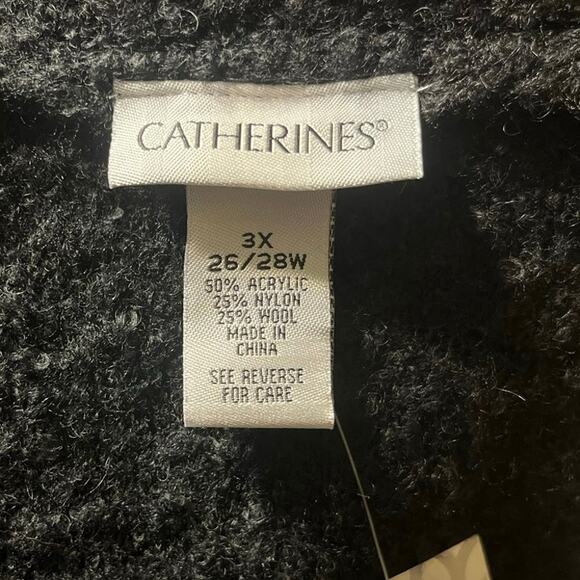 CATHERINES®
3X
26/28W
50% ACRYLIC
25% NYLON
25% WOOL
MADE IN
CHINA
SEE REVERSE
FOR CARE